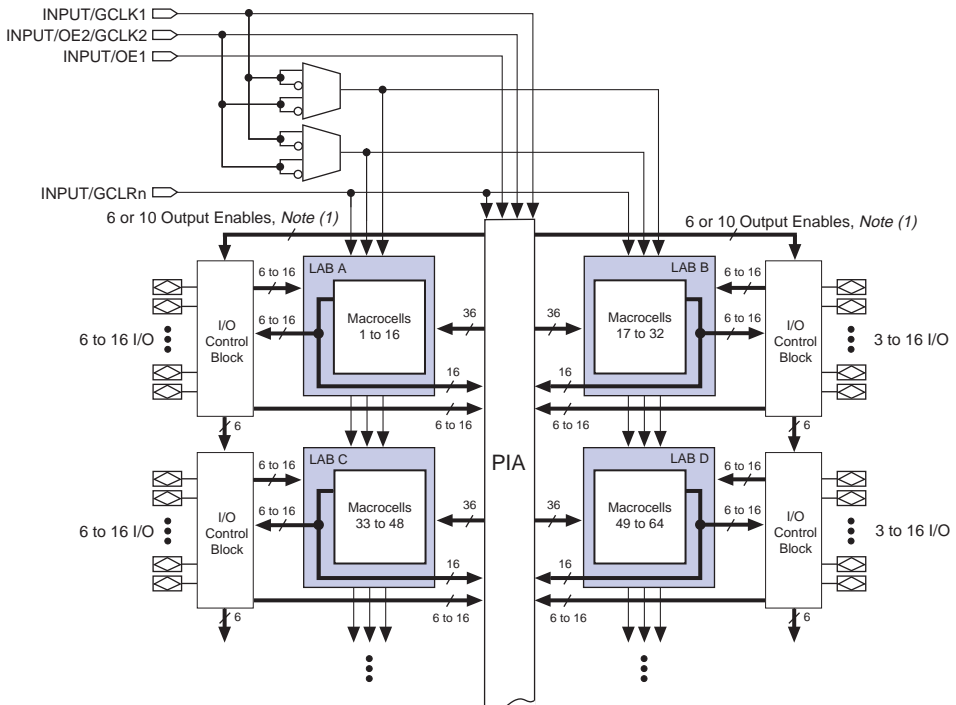 INPUT/GCLK1
INPUT/OE2/GCLK2
INPUT/OE1
INPUT/GCLRn
6 or 10 Output Enables, Note (1)
6 or 10 Output Enables, Note (1)
LAB A
LAB B
6 to 16
6 to 16
6 to 16
6 to 16
36
36
Macrocells
1 to 16
Macrocells
17 to 32
6 to 16 I/O
I/O
Control
Block
I/O
Control
Block
3 to 16 I/O
16
16
6 to 16
6 to 16
6
6
PIA
LAB C
LAB D
6 to 16
6 to 16
6 to 16
6 to 16
36
36
Macrocells
33 to 48
Macrocells
49 to 64
6 to 16 I/O
I/O
Control
Block
I/O
Control
Block
3 to 16 I/O
16
16
6 to 16
6 to 16
6
6